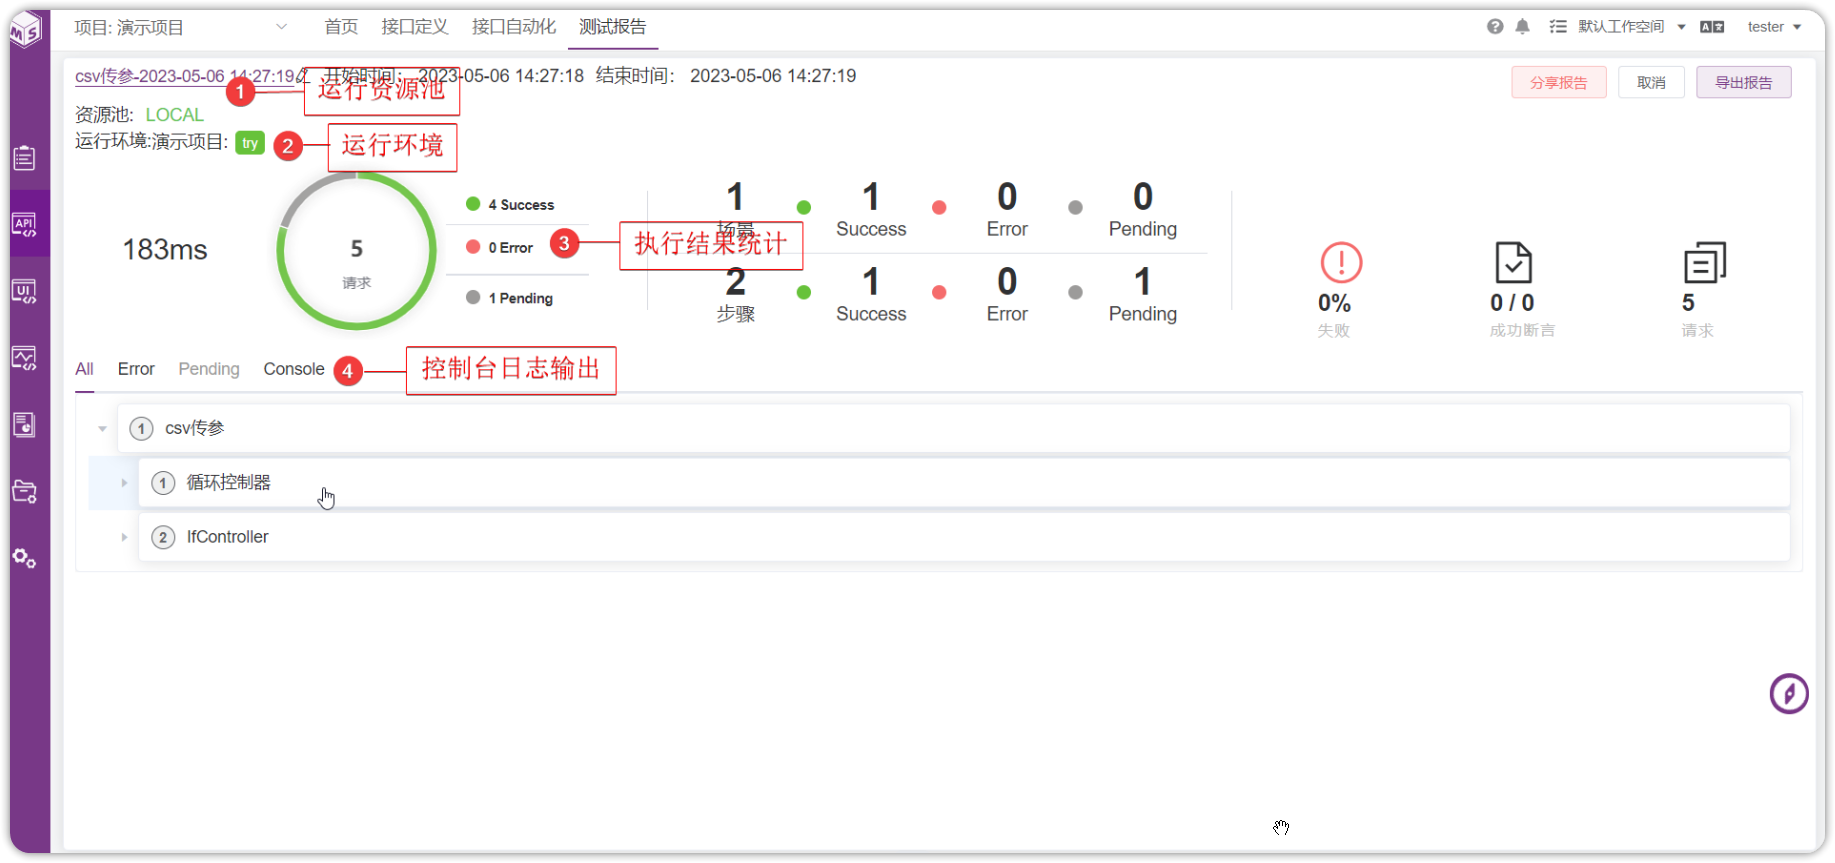 项目: 演示项目 首页 接口定义 接口自动化 测试报告 默认工作空间 tester
csv传参-2023-05-06 14:27:19 开始时间: 2023-05-06 14:27:18 结束时间: 2023-05-06 14:27:19
分享报告 取消 导出报告
1 运行资源池
资源池: LOCAL
运行环境:演示项目: try
2 运行环境
183ms
5
请求
4 Success
0 Error
1 Pending
3 执行结果统计
1 1 0 0
场景 Success Error Pending
2 1 0 1
步骤 Success Error Pending
0% 0 / 0 5
失败 成功断言 请求
All Error Pending Console
4 控制台日志输出
1 csv传参
1 循环控制器
2 IfController